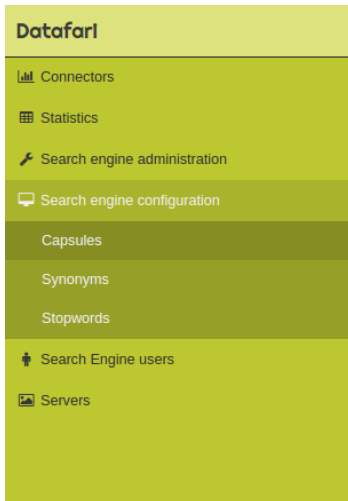 Datafari
Connectors
Statistics
Search engine administration
Search engine configuration
Capsules
Synonyms
Stopwords
Search Engine users
Servers